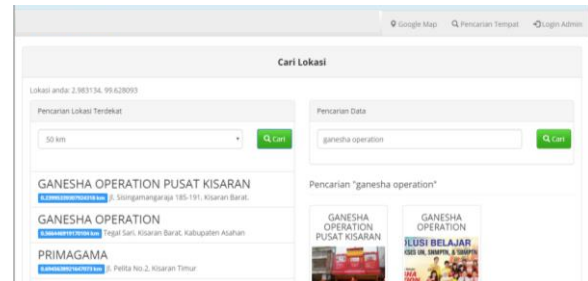 Google Map Pencarian Tempat Login Admin
Cari Lokasi
Lokasi anda: 2.983134, 99.628093
Pencarian Lokasi Terdekat
50 km
Cari
GANESHA OPERATION PUSAT KISARAN
Jl. Sisingamangaraja 185-191, Kisaran Barat.
GANESHA OPERATION
Tegal Sari, Kisaran Barat, Kabupaten Asahan
PRIMAGAMA
Jl. Pelita No.2, Kisaran Timur
Pencarian Data
ganesha operation
Cari
Pencarian "ganesha operation"
GANESHA
OPERATION
PUSAT KISARAN
GANESHA
OPERATION
BELAJAR